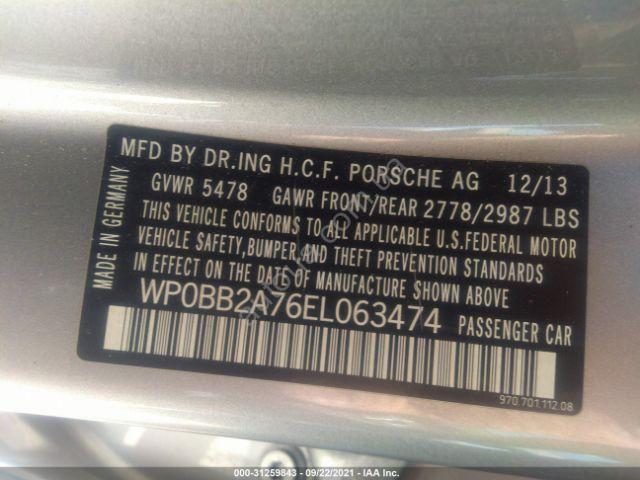 MFD BY DR.ING H.C.F. PORSCHE AG 12/13
GVWR 5478 GAWR FRONT/REAR 2778/2987 LBS
THIS VEHICLE CONFORMS TO ALL APPLICABLE U.S.FEDERAL MOTOR
VEHICLE SAFETY,BUMPER,AND THEFT PREVENTION STANDARDS
IN EFFECT ON THE DATE OF MANUFACTURE SHOWN ABOVE
WP0BB2A76EL063474 PASSENGER CAR
MADE IN GERMANY
970.701.112.08
000-31259843 - 09/22/2021 - IAA Inc.